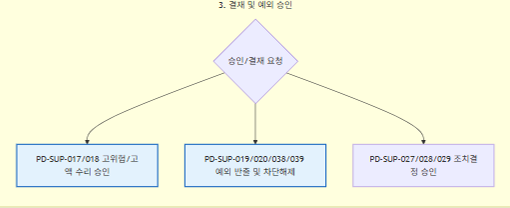 3. 결재 및 예외 승인
승인/결재 요청
PD-SUP-017/018 고위험/고
액 수리 승인
PD-SUP-019/020/038/039
예외 반출 및 차단해제
PD-SUP-027/028/029 조치결
정 승인